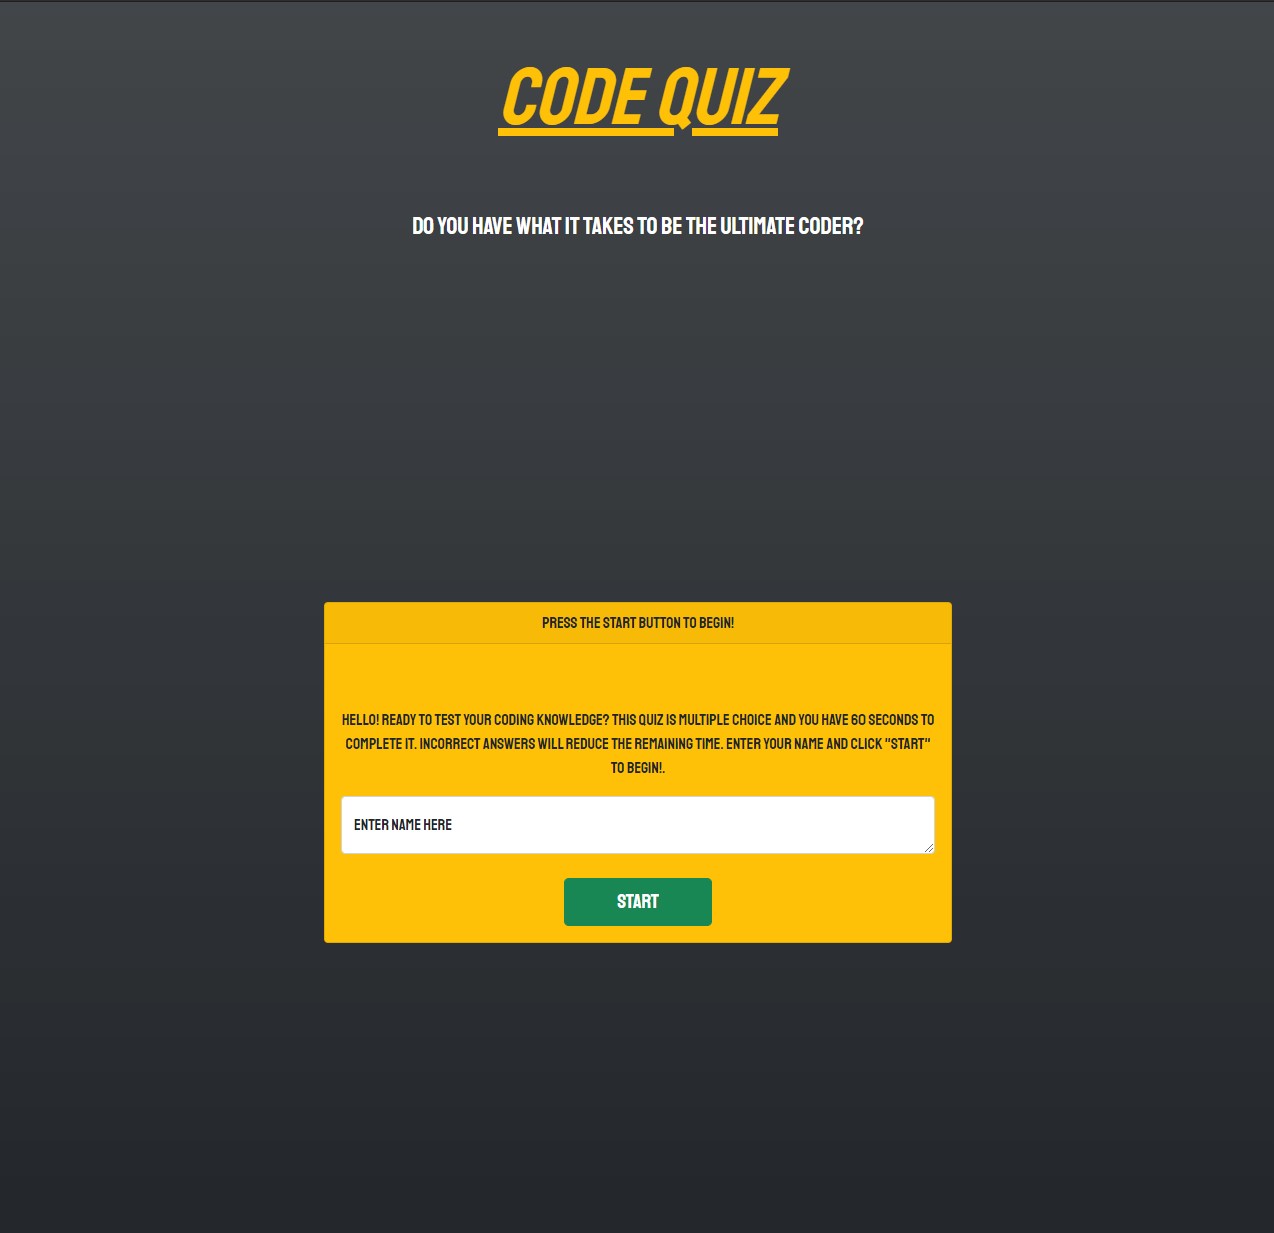 CODE QUIZ
DO YOU HAVE WHAT IT TAKES TO BE THE ULTIMATE CODER?
PRESS THE START BUTTON TO BEGIN!
HELLO! READY TO TEST YOUR CODING KNOWLEDGE? THIS QUIZ IS MULTIPLE CHOICE AND YOU HAVE 60 SECONDS TO
COMPLETE IT. INCORRECT ANSWERS WILL REDUCE THE REMAINING TIME. ENTER YOUR NAME AND CLICK "START"
TO BEGIN!.
ENTER NAME HERE
START